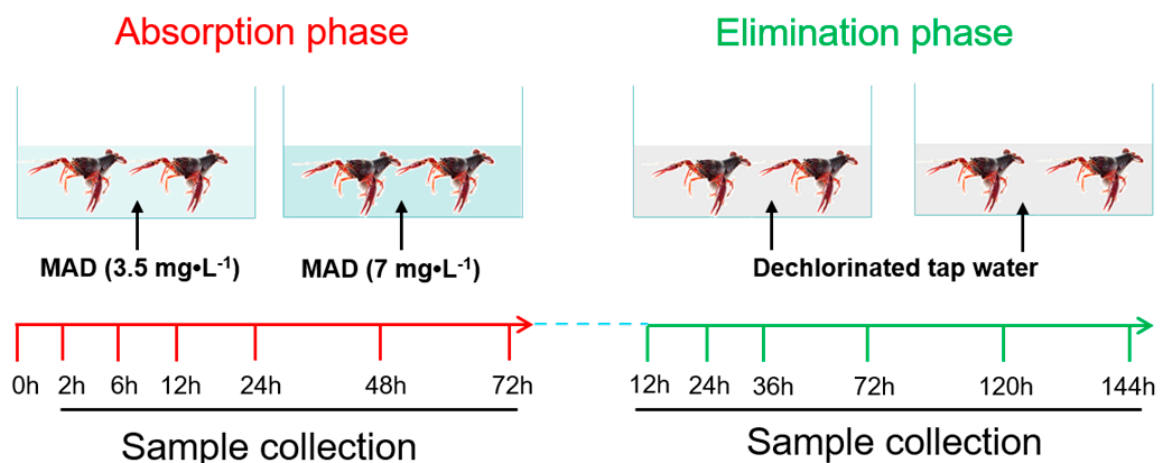 Absorption phase
Elimination phase
MAD (3.5 mg•L⁻¹)
MAD (7 mg•L⁻¹)
Dechlorinated tap water
0h 2h 6h 12h 24h 48h 72h
12h 24h 36h 72h 120h 144h
Sample collection
Sample collection